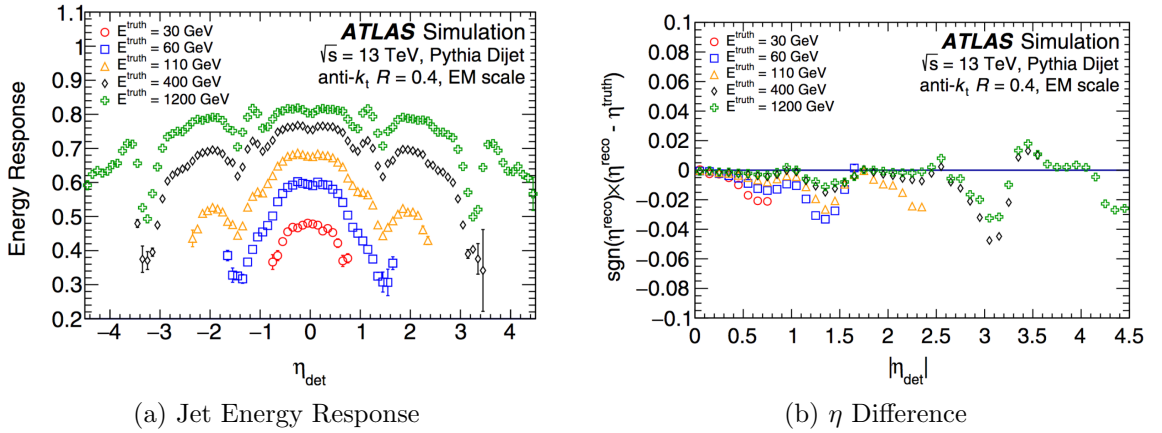 Energy Response
1.1
1
0.9
0.8
0.7
0.6
0.5
0.4
0.3
0.2
E^truth = 30 GeV
E^truth = 60 GeV
E^truth = 110 GeV
E^truth = 400 GeV
E^truth = 1200 GeV
ATLAS Simulation
√s = 13 TeV, Pythia Dijet
anti-k_t R = 0.4, EM scale
−4 −3 −2 −1 0 1 2 3 4
η_det
(a) Jet Energy Response
sgn(η^reco)×(η^reco - η^truth)
0.1
0.08
0.06
0.04
0.02
0
−0.02
−0.04
−0.06
−0.08
−0.1
E^truth = 30 GeV
E^truth = 60 GeV
E^truth = 110 GeV
E^truth = 400 GeV
E^truth = 1200 GeV
ATLAS Simulation
√s = 13 TeV, Pythia Dijet
anti-k_t R = 0.4, EM scale
0 0.5 1 1.5 2 2.5 3 3.5 4 4.5
|η_det|
(b) η Difference